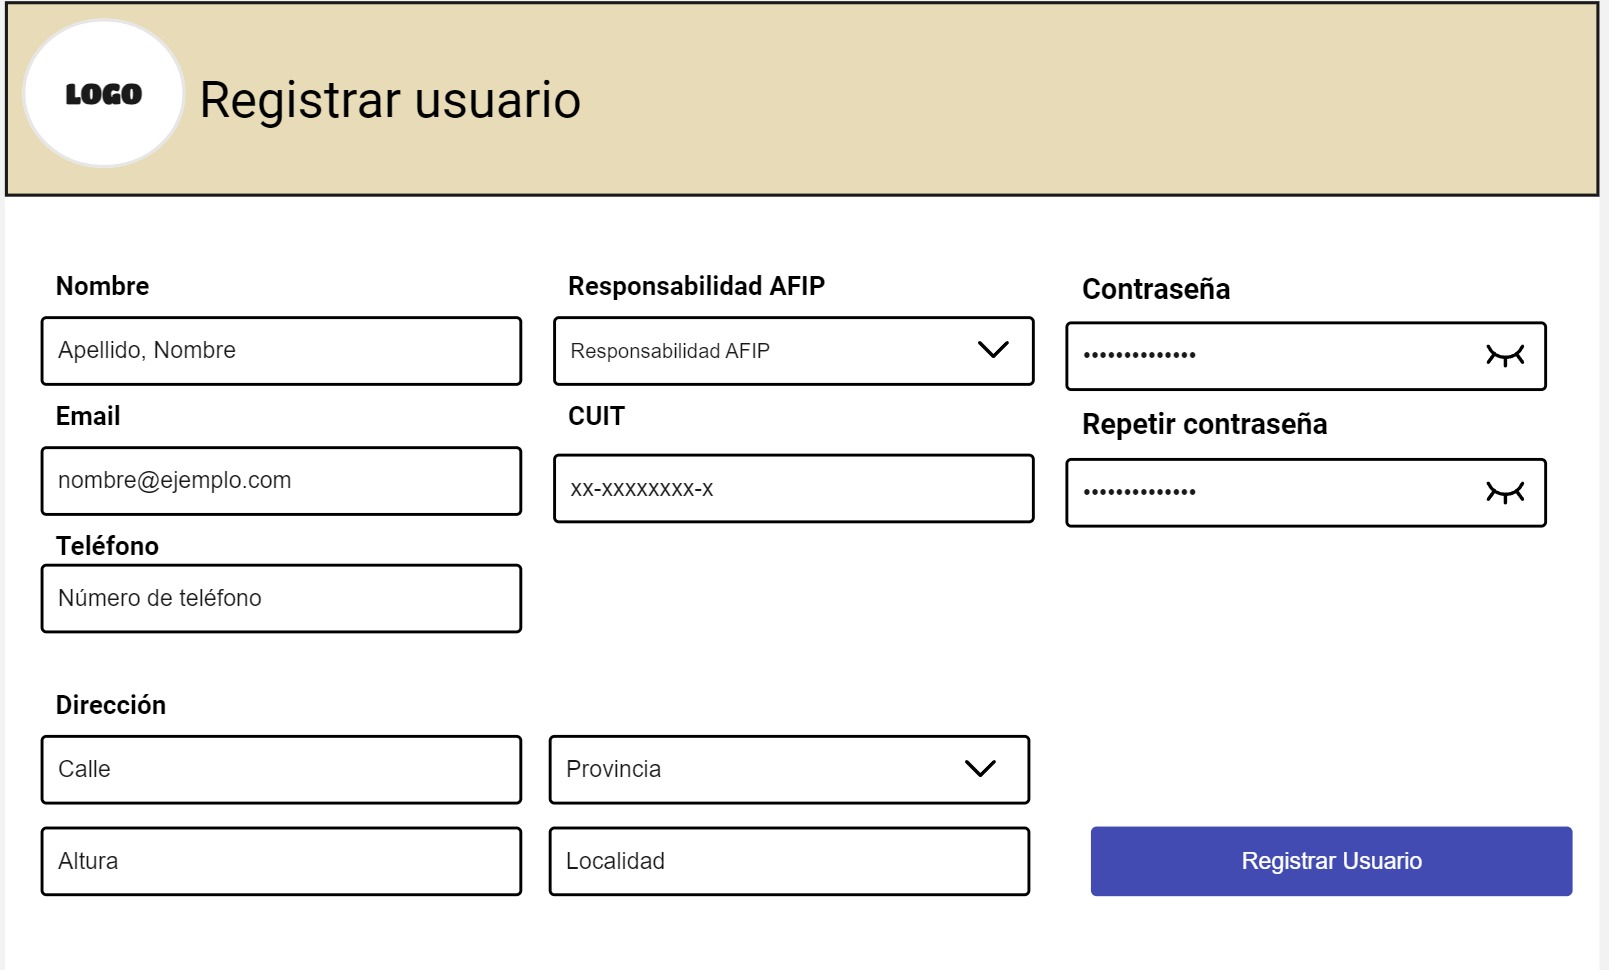 LOGO
Registrar usuario
Nombre
Apellido, Nombre
Email
nombre@ejemplo.com
Teléfono
Número de teléfono
Responsabilidad AFIP
Responsabilidad AFIP
CUIT
xx-xxxxxxxx-x
Contraseña
••••••••••••••
Repetir contraseña
••••••••••••••
Dirección
Calle
Provincia
Altura
Localidad
Registrar Usuario